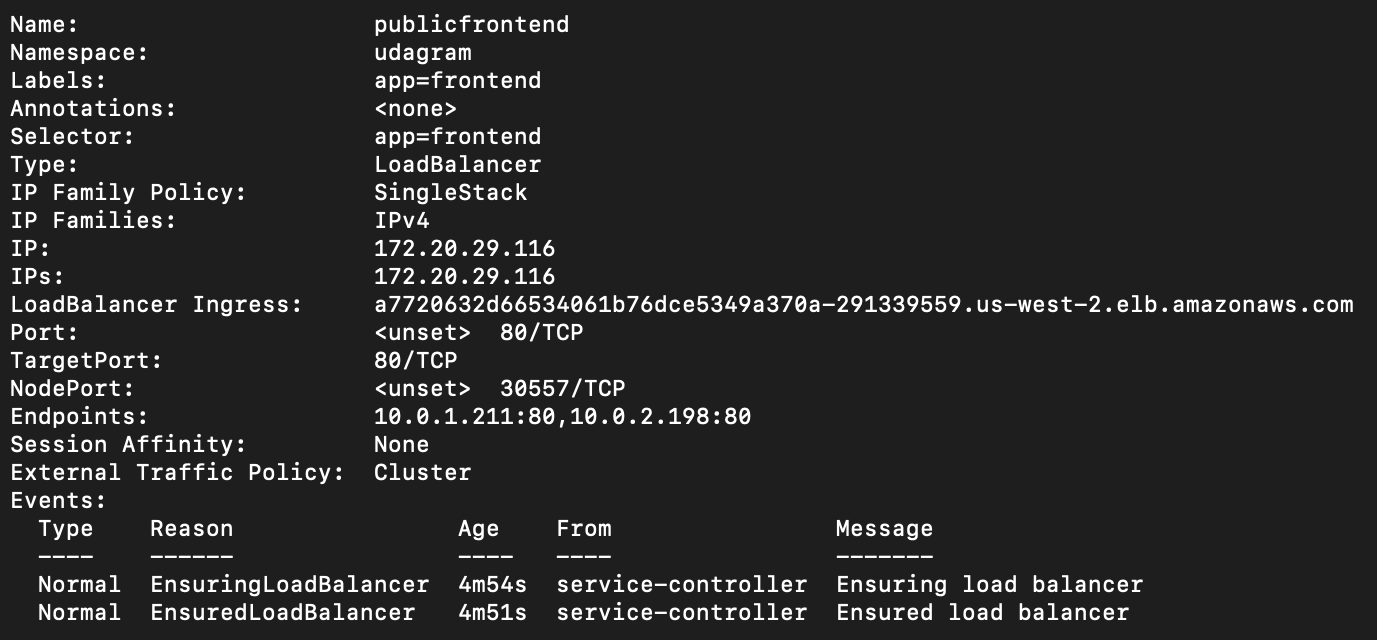 Name:                     publicfrontend
Namespace:                udagram
Labels:                   app=frontend
Annotations:              <none>
Selector:                 app=frontend
Type:                     LoadBalancer
IP Family Policy:         SingleStack
IP Families:              IPv4
IP:                       172.20.29.116
IPs:                      172.20.29.116
LoadBalancer Ingress:     a7720632d66534061b76dce5349a370a-291339559.us-west-2.elb.amazonaws.com
Port:                     <unset>  80/TCP
TargetPort:               80/TCP
NodePort:                 <unset>  30557/TCP
Endpoints:                10.0.1.211:80,10.0.2.198:80
Session Affinity:         None
External Traffic Policy:  Cluster
Events:
  Type    Reason                Age   From                Message
  ----    ------                ----  ----                -------
  Normal  EnsuringLoadBalancer  4m54s  service-controller  Ensuring load balancer
  Normal  EnsuredLoadBalancer   4m51s  service-controller  Ensured load balancer